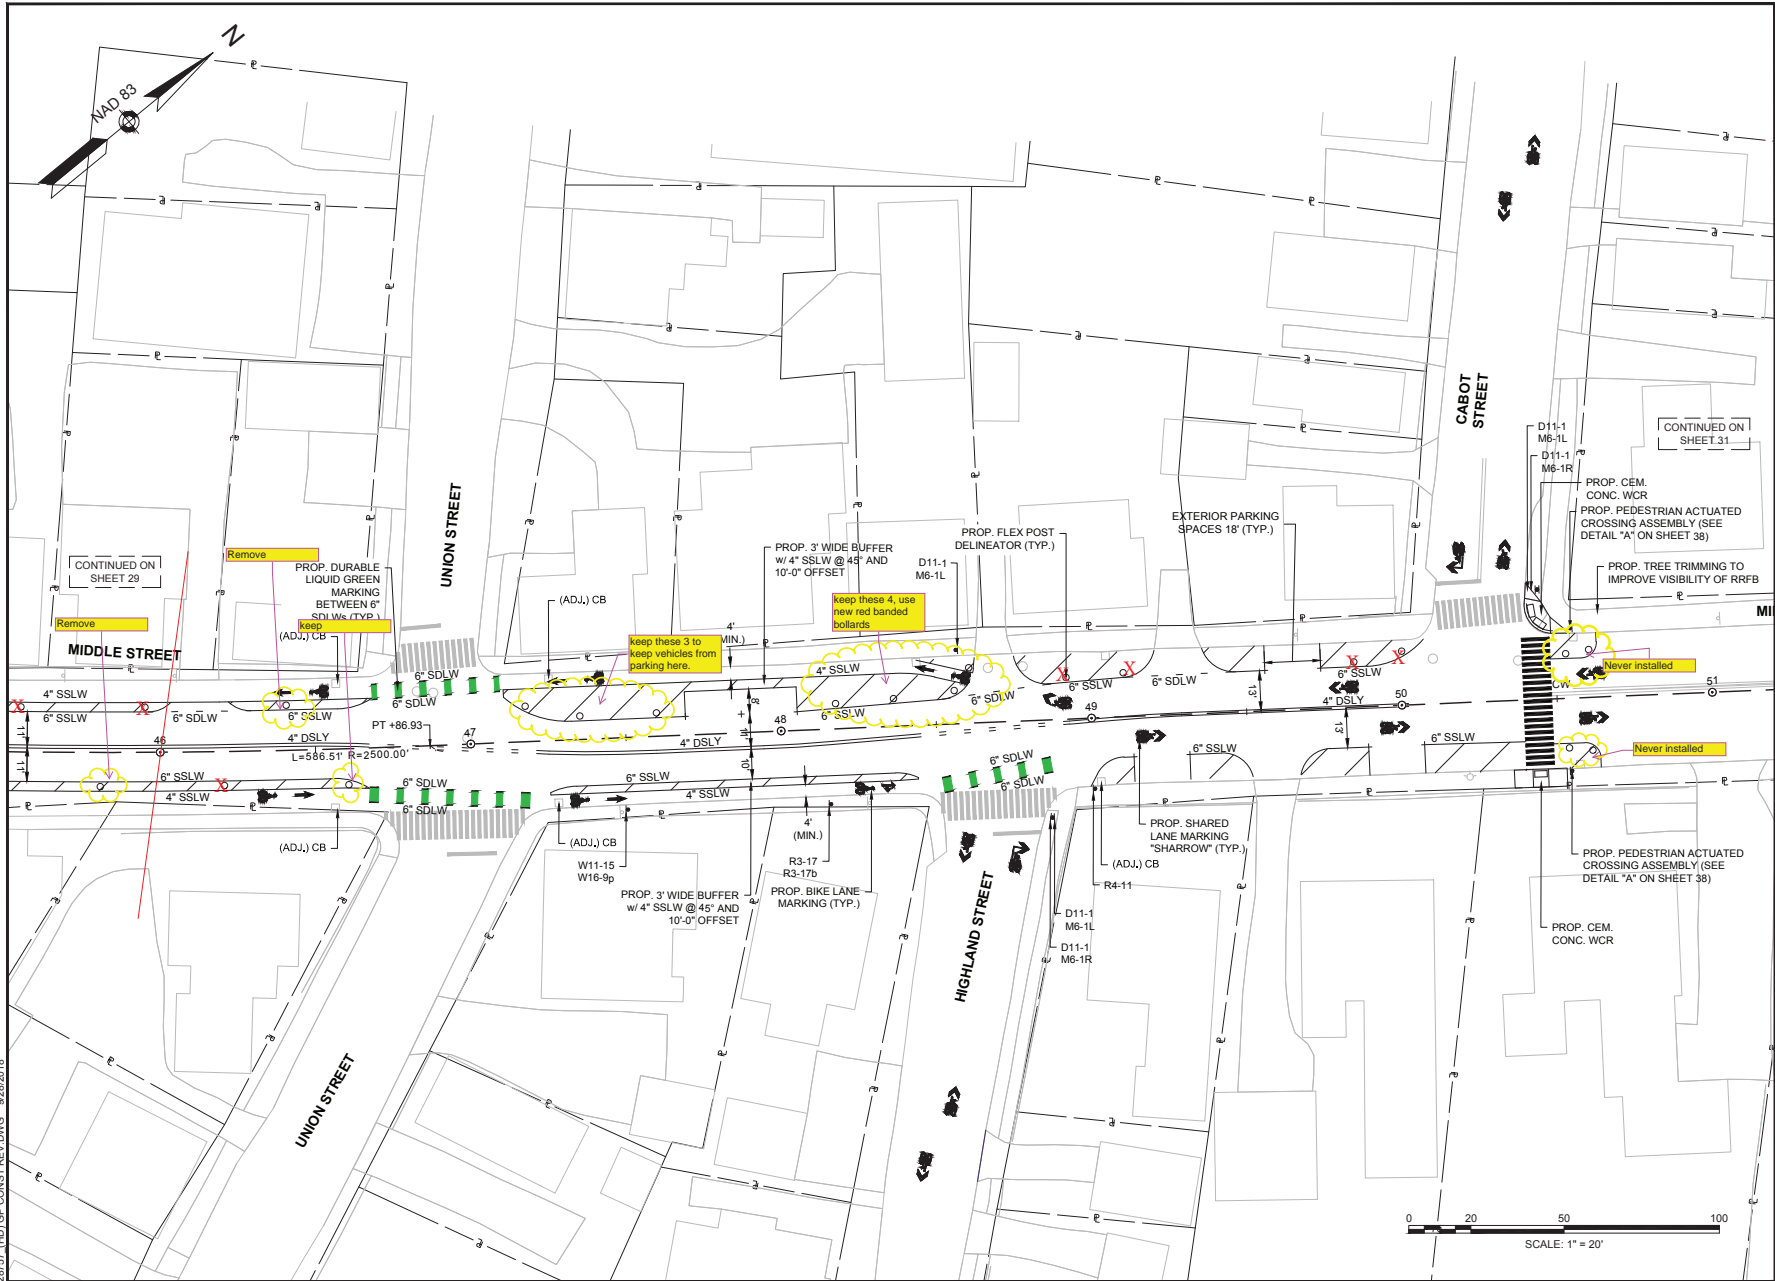 N
NAD 83
CONTINUED ON
SHEET 29
Remove
PROP. DURABLE
LIQUID GREEN
MARKING
BETWEEN 6"
SDLWs (TYP.)
keep
Remove
(ADJ.) CB
MIDDLE STREET
UNION STREET
(ADJ.) CB
keep these 3 to
keep vehicles from
parking here.
4'
(MIN.)
PROP. 3' WIDE BUFFER
w/ 4" SSLW @ 45° AND
10'-0" OFFSET
keep these 4, use
new red banded
bollards
D11-1
M6-1L
PROP. FLEX POST
DELINEATOR (TYP.)
EXTERIOR PARKING
SPACES 18' (TYP.)
CABOT
STREET
D11-1
M6-1L
D11-1
M6-1R
CONTINUED ON
SHEET 31
PROP. CEM.
CONC. WCR
PROP. PEDESTRIAN ACTUATED
CROSSING ASSEMBLY (SEE
DETAIL "A" ON SHEET 38)
PROP. TREE TRIMMING TO
IMPROVE VISIBILITY OF RRFB
MI
Never installed
X
X
4" SSLW
6" SSLW
6" SDLW
6" SSLW
6" SDLW
6" SDLW
4" SSLW
6" SSLW
6" SDLW
X
X
6" SSLW
6" SDLW
X
X
6" SSLW
11'
11'
46
4" DSLY
PT +86.93
L=586.51' R=2500.00'
47
8'
11'
10'
48
4" DSLY
49
13'
13'
50
4" DSLY
CW
51
6" SSLW
4" SSLW
X
6" SDLW
6" SDLW
6" SSLW
4" SSLW
6" SDLW
6" SDLW
6" SSLW
6" SSLW
Never installed
(ADJ.) CB
(ADJ.) CB
W11-15
W16-9p
4'
(MIN.)
R3-17
R3-17b
PROP. 3' WIDE BUFFER
w/ 4" SSLW @ 45° AND
10'-0" OFFSET
PROP. BIKE LANE
MARKING (TYP.)
HIGHLAND STREET
PROP. SHARED
LANE MARKING
"SHARROW" (TYP.)
(ADJ.) CB
R4-11
D11-1
M6-1L
D11-1
M6-1R
PROP. PEDESTRIAN ACTUATED
CROSSING ASSEMBLY (SEE
DETAIL "A" ON SHEET 38)
PROP. CEM.
CONC. WCR
UNION STREET
0 20 50 100
SCALE: 1" = 20'